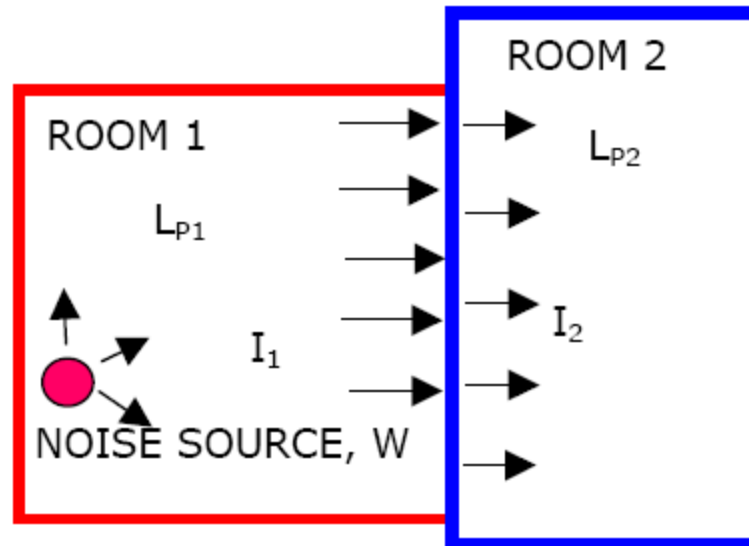 ROOM 2
ROOM 1
LP2
LP1
I2
I1
NOISE SOURCE, W